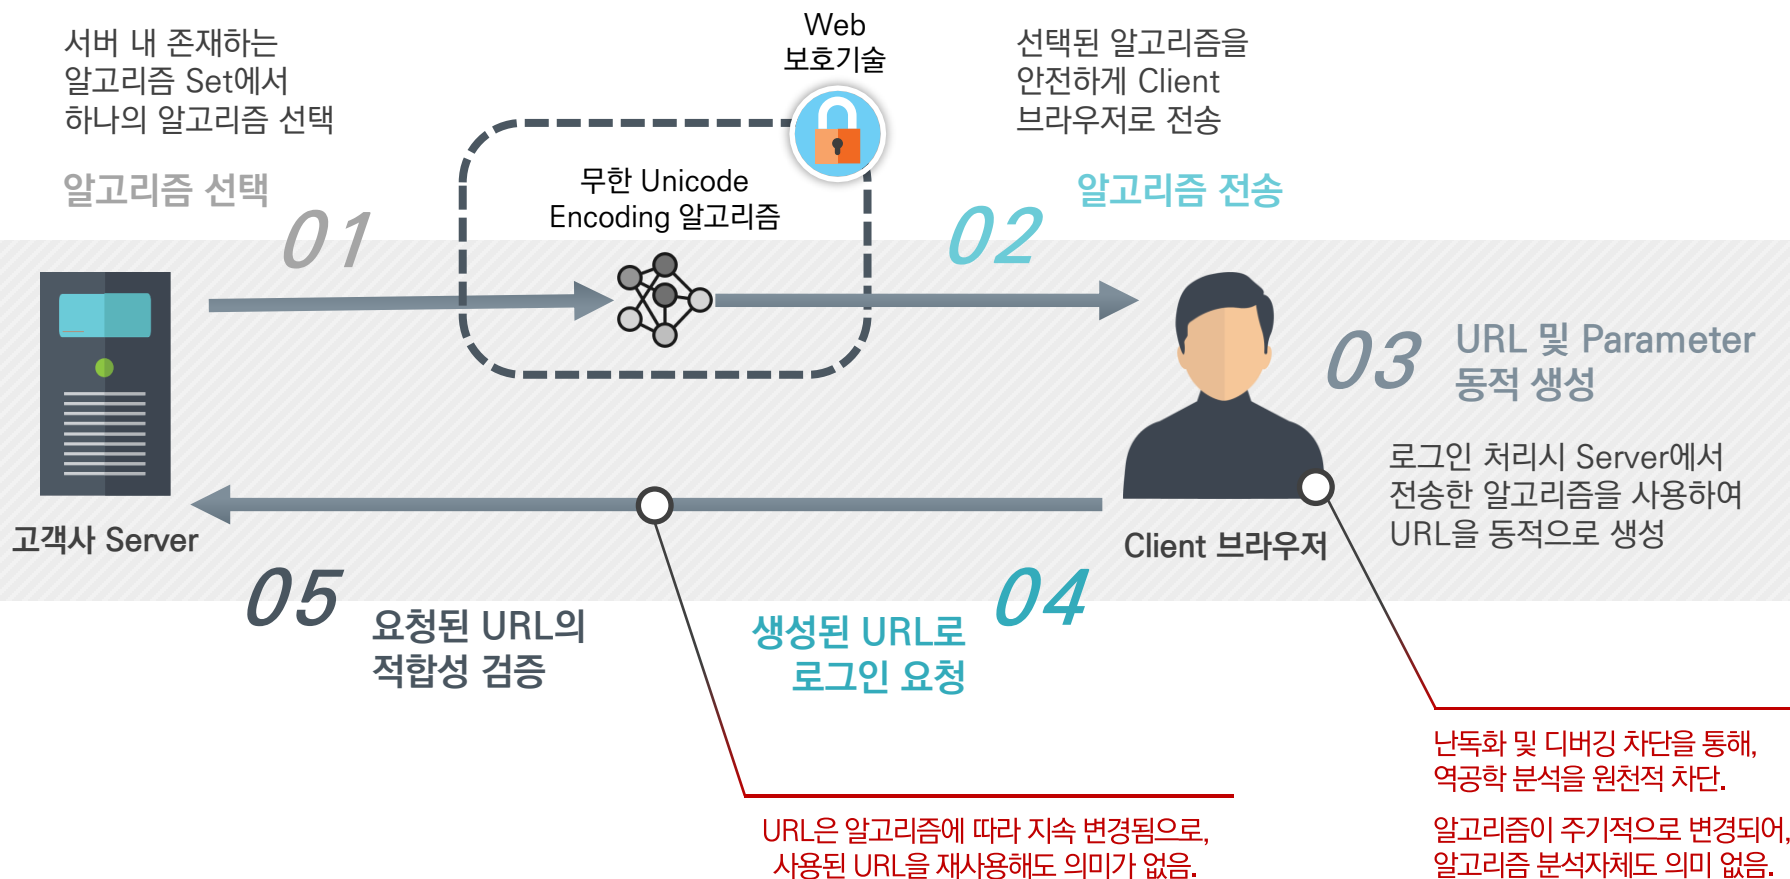 서버 내 존재하는
알고리즘 Set에서
하나의 알고리즘 선택
알고리즘 선택
01
Web
보호기술
무한 Unicode
Encoding 알고리즘
선택된 알고리즘을
안전하게 Client
브라우저로 전송
알고리즘 전송
02
03
URL 및 Parameter
동적 생성
로그인 처리시 Server에서
전송한 알고리즘을 사용하여
URL을 동적으로 생성
고객사 Server
Client 브라우저
04
생성된 URL로
로그인 요청
05
요청된 URL의
적합성 검증
URL은 알고리즘에 따라 지속 변경됨으로,
사용된 URL을 재사용해도 의미가 없음.
난독화 및 디버깅 차단을 통해,
역공학 분석을 원천적 차단.
알고리즘이 주기적으로 변경되어,
알고리즘 분석자체도 의미 없음.